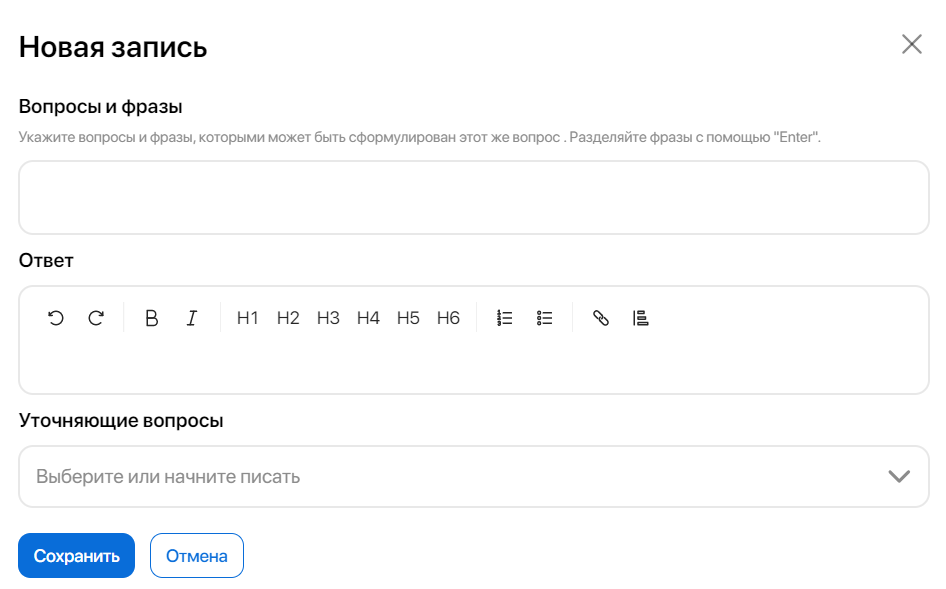 Новая запись
Вопросы и фразы
Укажите вопросы и фразы, которыми может быть сформулирован этот же вопрос . Разделяйте фразы с помощью "Enter".
Ответ
B I H1 H2 H3 H4 H5 H6
Уточняющие вопросы
Выберите или начните писать
Сохранить Отмена